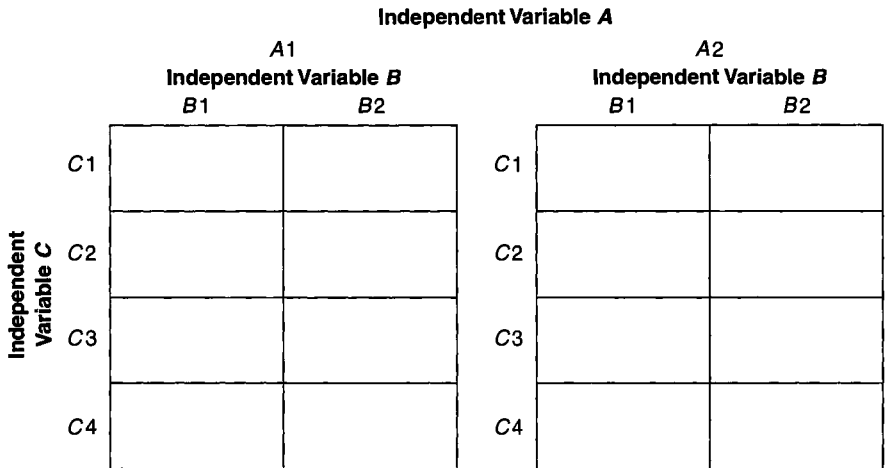 Independent Variable A
A1 A2
Independent Variable B Independent Variable B
B1 B2 B1 B2
C1 C1
C2 C2
C3 C3
C4 C4
Independent
Variable C